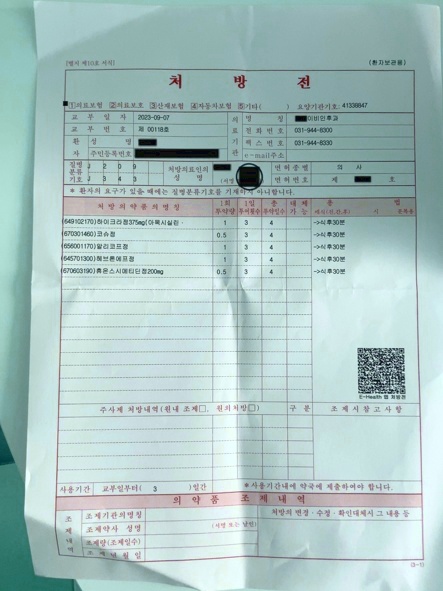 [별지 제10호 서식]
(환자보관용)
처 방 전
①의료보험 ②의료보호 ③산재보험 ④자동차보험 ⑤기타( ) 요양기관기호: 41339847
교 부 일 자 2023-09-07
의료기관 명 칭 이비인후과
교 부 번 호 제 00118호
전화번호 031-944-8300
환자 성 명
팩스번호 031-944-8330
주민등록번호
e-mail주소
질병분류기호 J 2 0 9
J 3 4 3
처방의료인의 성 명 (서명
면허종별 의 사
면허번호 제 호
* 환자의 요구가 있을 때에는 질병분류기호를 기재하지 아니합니다.
처 방 의 약 품 의 명 칭 1회 투약량 1일 투여횟수 총 투약일수 대체 가능 용 법
(649102170)하이크라정375mg(아목시실린· 1 3 4 ->식후30분
(670301460)코슈정 0.5 3 4 ->식후30분
(656001170)알리코프정 1 3 4 ->식후30분
(645701300)헤브론에프정 1 3 4 ->식후30분
(670603190)휴온스시메티딘정200mg 0.5 3 4 ->식후30분
E-Health 앱 처방전
주사제 처방내역(원내 조제□, 원외처방□) 구 분 조제시참고사항
사용기간 교부일부터( 3 )일간 *사용기간내에 약국에 제출하여야 합니다.
의 약 품 조 제 내 역
조제내역 조제기관의명칭 처방의 변경·수정·확인대체시 그 내용 등
조제약사 성명 (서명 또는 날인)
조제량(조제일수)
조 제 년 월 일